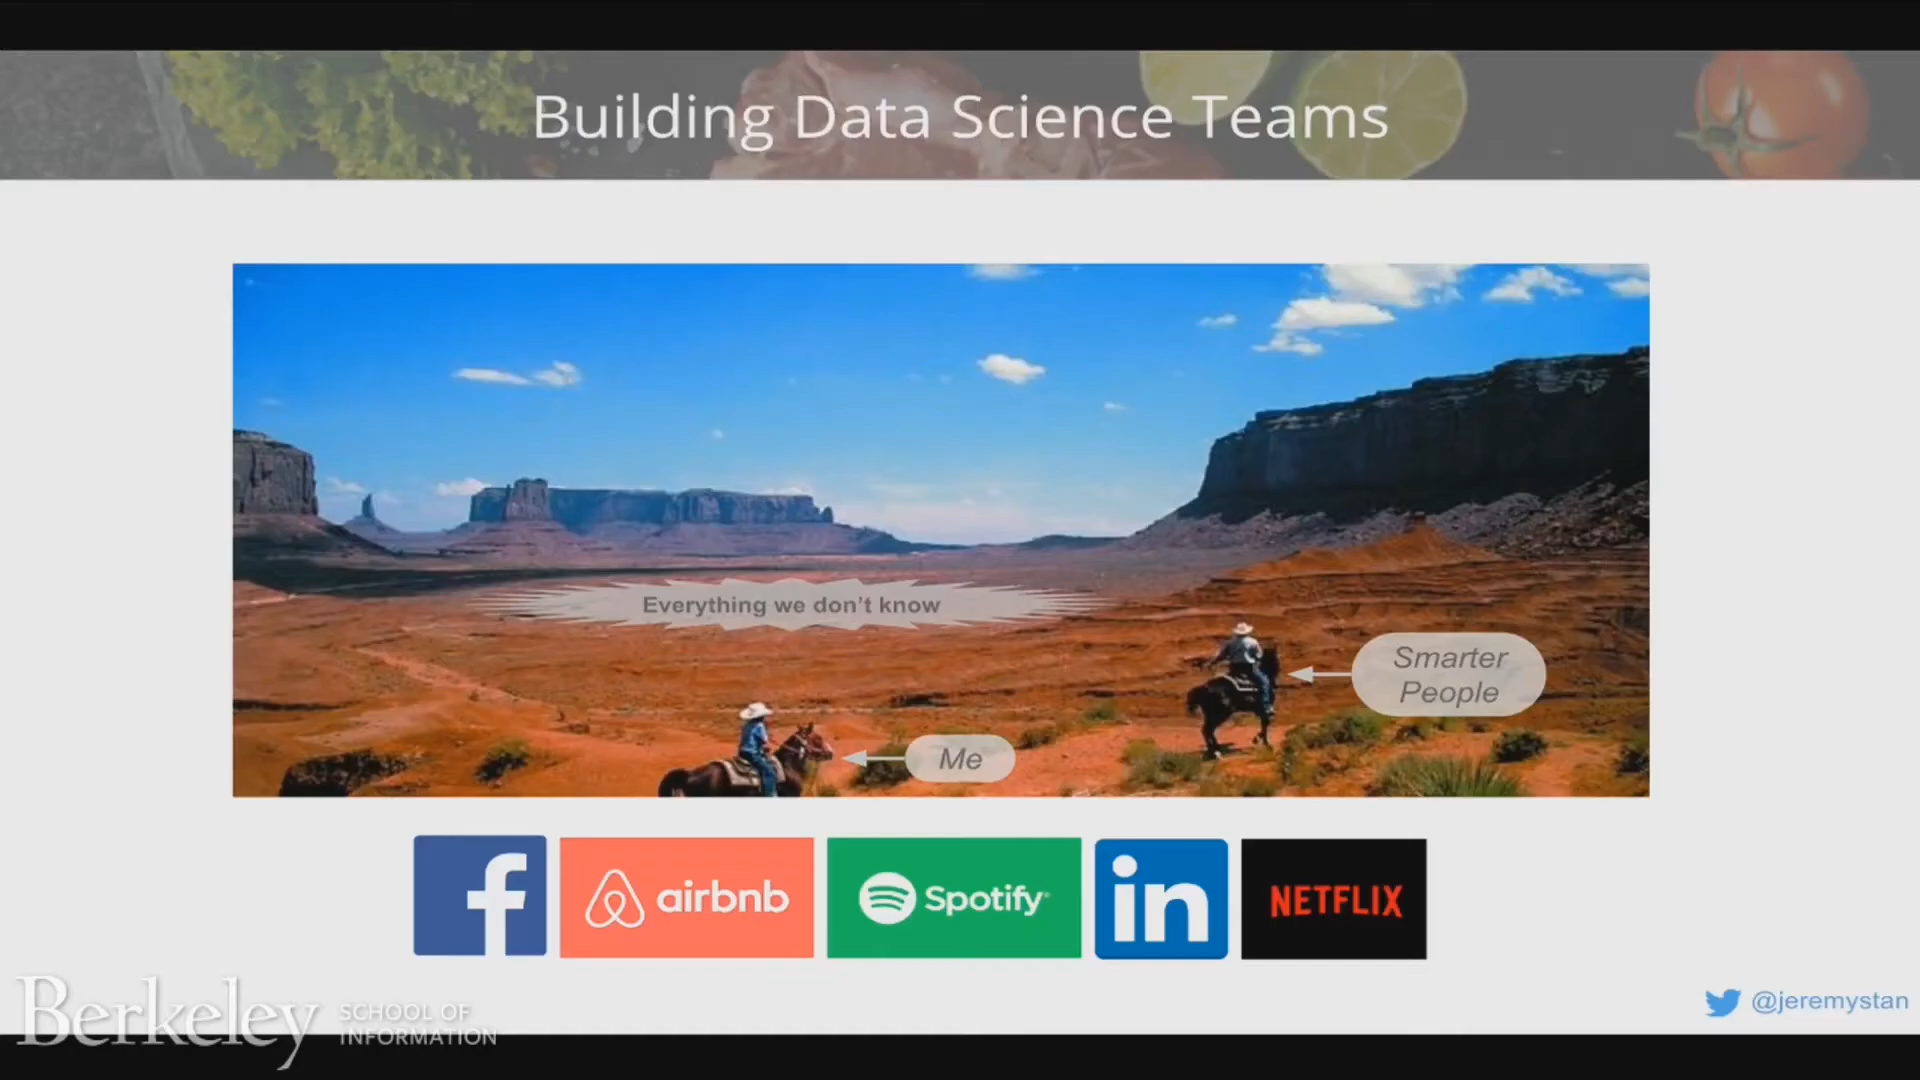 Building Data Science Teams
Everything we don't know
Smarter
People
Me
f
airbnb
Spotify
in
NETFLIX
Berkeley
SCHOOL OF
INFORMATION
@jeremystan